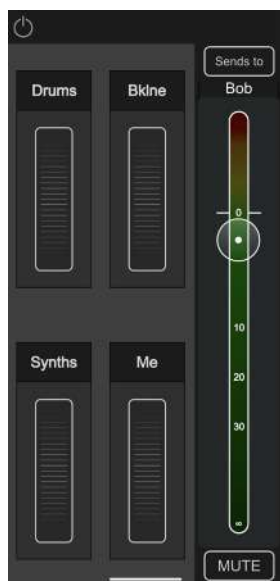 Sends to
Drums
Bklne
Bob
0
10
20
30
∞
Synths
Me
MUTE